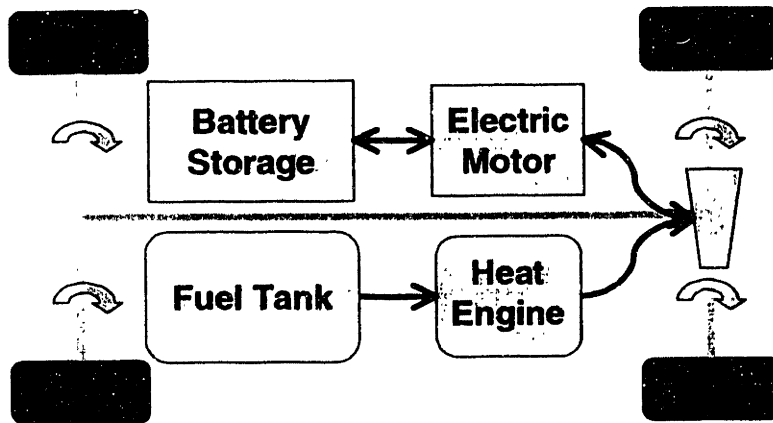 Battery
Storage
Electric
Motor
Fuel Tank
Heat
Engine